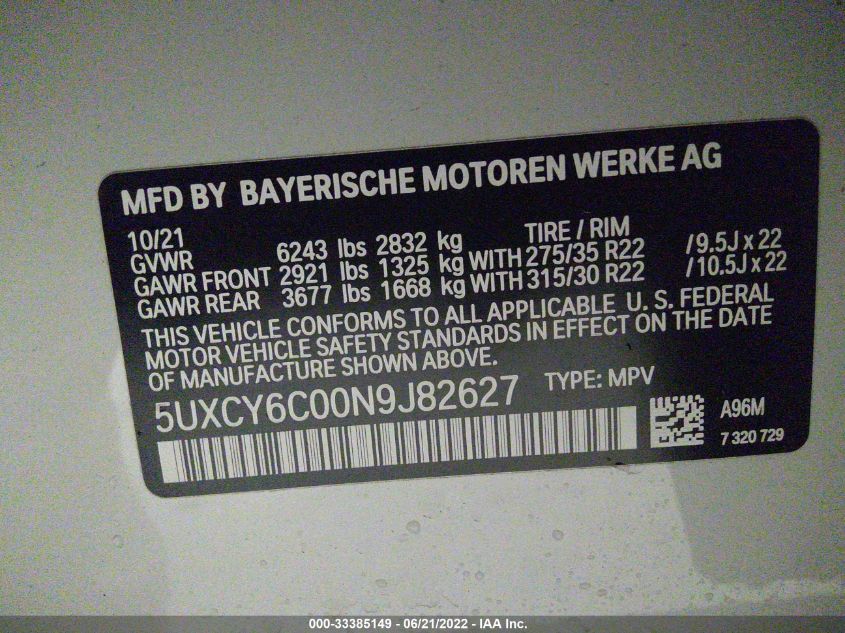 MFD BY BAYERISCHE MOTOREN WERKE AG
10/21
GVWR 6243 lbs 2832 kg TIRE / RIM
GAWR FRONT 2921 lbs 1325 kg WITH 275/35 R22 /9.5J x 22
GAWR REAR 3677 lbs 1668 kg WITH 315/30 R22 /10.5J x 22
THIS VEHICLE CONFORMS TO ALL APPLICABLE U. S. FEDERAL
MOTOR VEHICLE SAFETY STANDARDS IN EFFECT ON THE DATE
OF MANUFACTURE SHOWN ABOVE.
5UXCY6C00N9J82627 TYPE: MPV
A96M
7 320 729
000-33385149 - 06/21/2022 - IAA Inc.